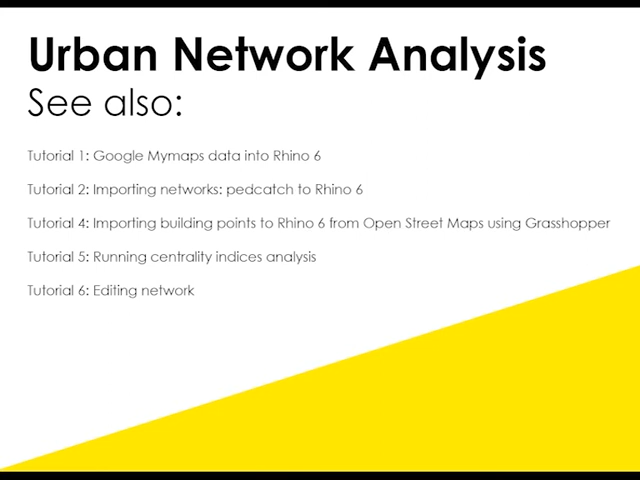 Urban Network Analysis
See also:
Tutorial 1: Google Mymaps data into Rhino 6
Tutorial 2: Importing networks: pedcatch to Rhino 6
Tutorial 4: Importing building points to Rhino 6 from Open Street Maps using Grasshopper
Tutorial 5: Running centrality indices analysis
Tutorial 6: Editing network